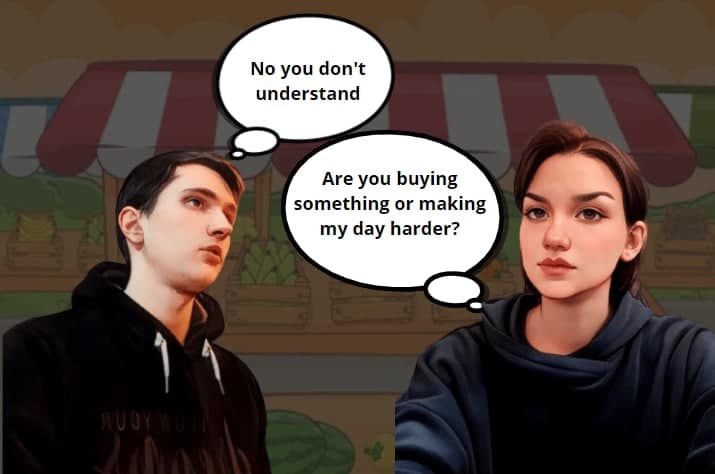 No you don't
understand
Are you buying
something or making
my day harder?